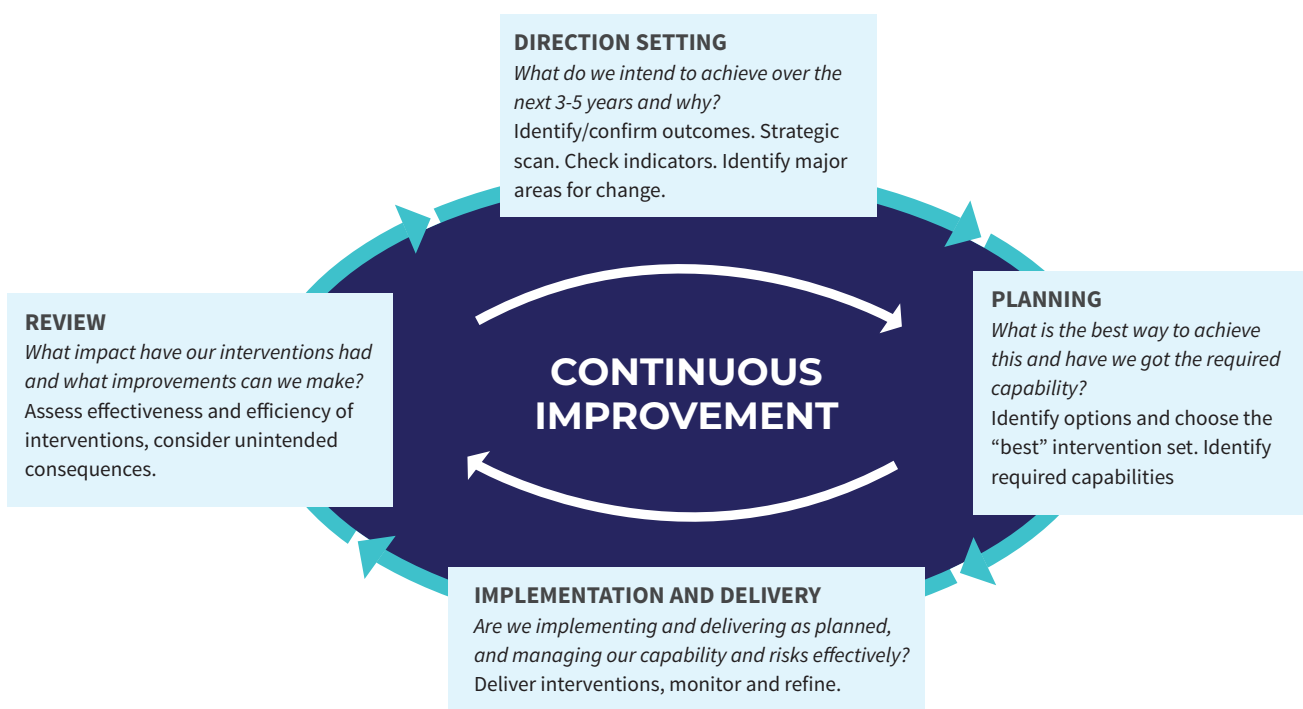 DIRECTION SETTING
What do we intend to achieve over the
next 3-5 years and why?
Identify/confirm outcomes. Strategic
scan. Check indicators. Identify major
areas for change.
PLANNING
What is the best way to achieve
this and have we got the required
capability?
Identify options and choose the
“best” intervention set. Identify
required capabilities
IMPLEMENTATION AND DELIVERY
Are we implementing and delivering as planned,
and managing our capability and risks effectively?
Deliver interventions, monitor and refine.
REVIEW
What impact have our interventions had
and what improvements can we make?
Assess effectiveness and efficiency of
interventions, consider unintended
consequences.
CONTINUOUS
IMPROVEMENT